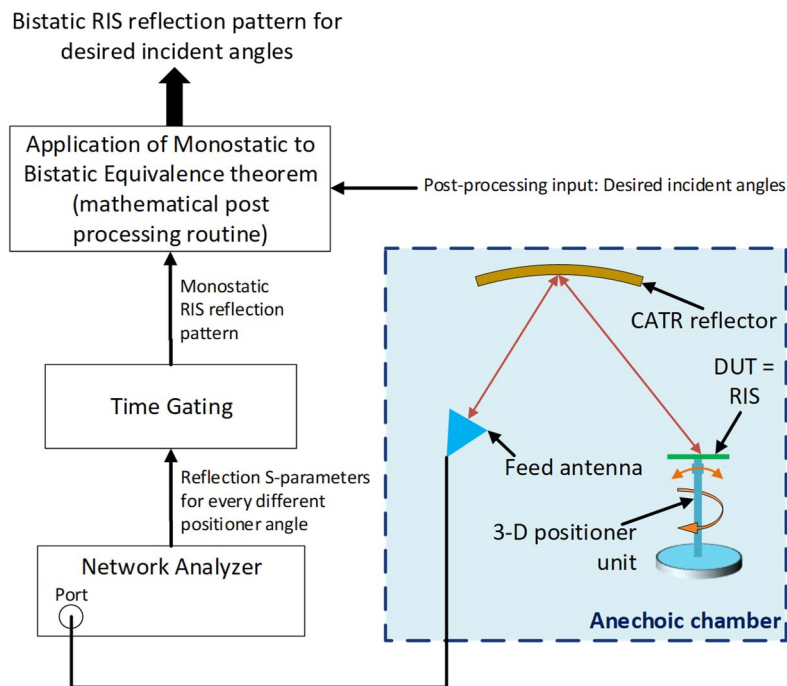 Bistatic RIS reflection pattern for
desired incident angles
Application of Monostatic to
Bistatic Equivalence theorem
(mathematical post
processing routine)
Post-processing input: Desired incident angles
Monostatic
RIS reflection
pattern
Time Gating
Reflection S-parameters
for every different
positioner angle
Network Analyzer
Port
CATR reflector
DUT =
RIS
Feed antenna
3-D positioner
unit
Anechoic chamber